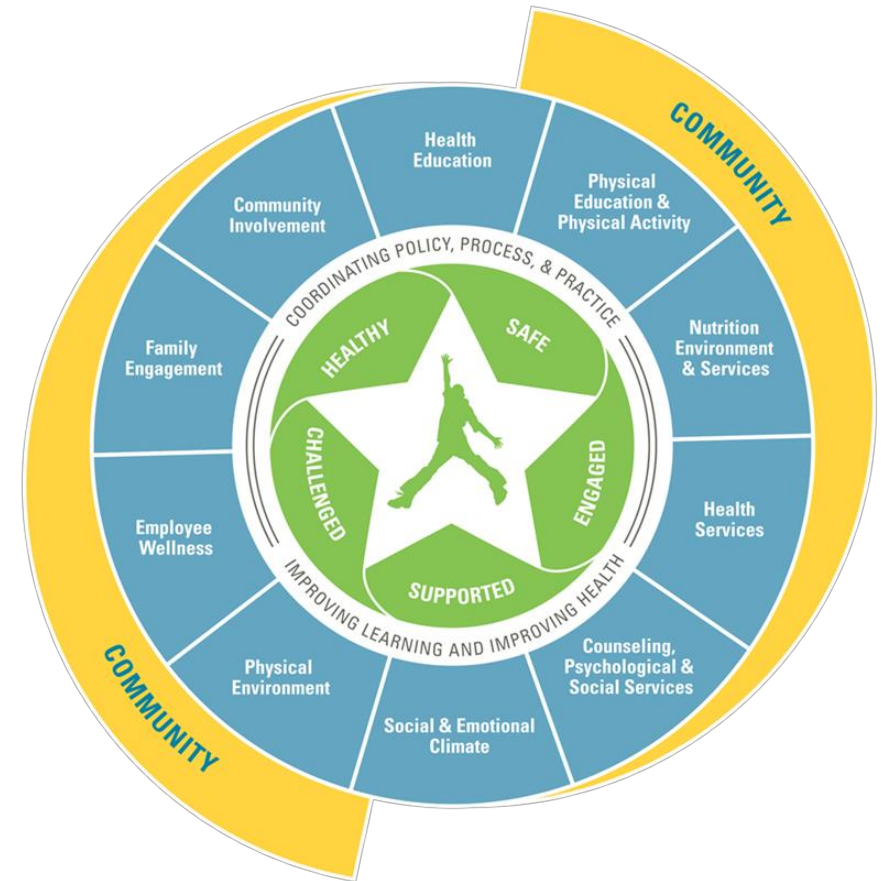 COMMUNITY
Health
Education
Physical
Education &
Physical Activity
Nutrition
Environment
& Services
Health
Services
Counseling,
Psychological &
Social Services
Social & Emotional
Climate
Physical
Environment
Employee
Wellness
Family
Engagement
Community
Involvement
COORDINATING POLICY, PROCESS, & PRACTICE
IMPROVING LEARNING AND IMPROVING HEALTH
HEALTHY
SAFE
ENGAGED
SUPPORTED
CHALLENGED
COMMUNITY